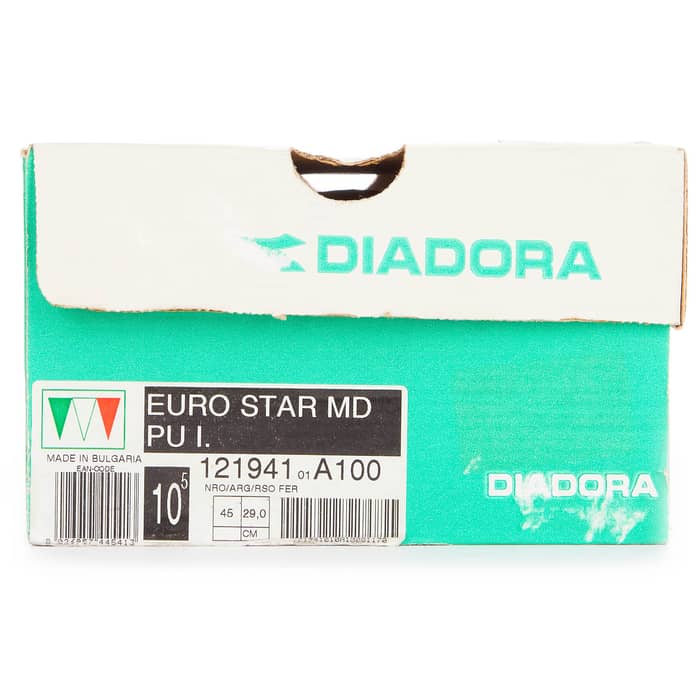 DIADORA
EURO STAR MD
PU I.
MADE IN BULGARIA
EAN-CODE
121941 01 A100
NRO/ARG/RSO FER
10 5
45 29,0
CM
DIADORA